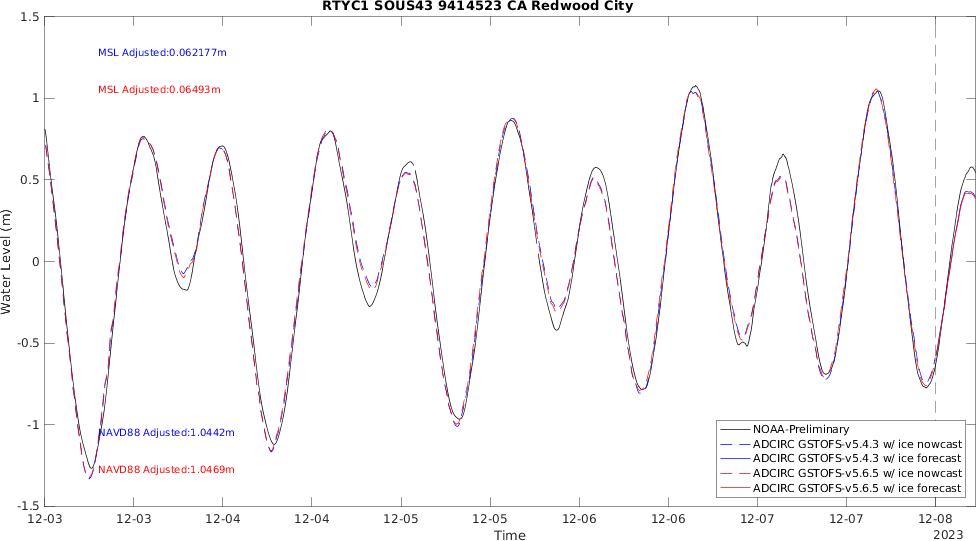 RTYC1 SOUS43 9414523 CA Redwood City
1.5
MSL Adjusted:0.062177m
MSL Adjusted:0.06493m
1
0.5
0
-0.5
-1
-1.5
Water Level (m)
NAVD88 Adjusted:1.0442m
NAVD88 Adjusted:1.0469m
NOAA-Preliminary
ADCIRC GSTOFS-v5.4.3 w/ ice nowcast
ADCIRC GSTOFS-v5.4.3 w/ ice forecast
ADCIRC GSTOFS-v5.6.5 w/ ice nowcast
ADCIRC GSTOFS-v5.6.5 w/ ice forecast
12-03 12-03 12-04 12-04 12-05 12-05 12-06 12-06 12-07 12-07 12-08
Time
2023